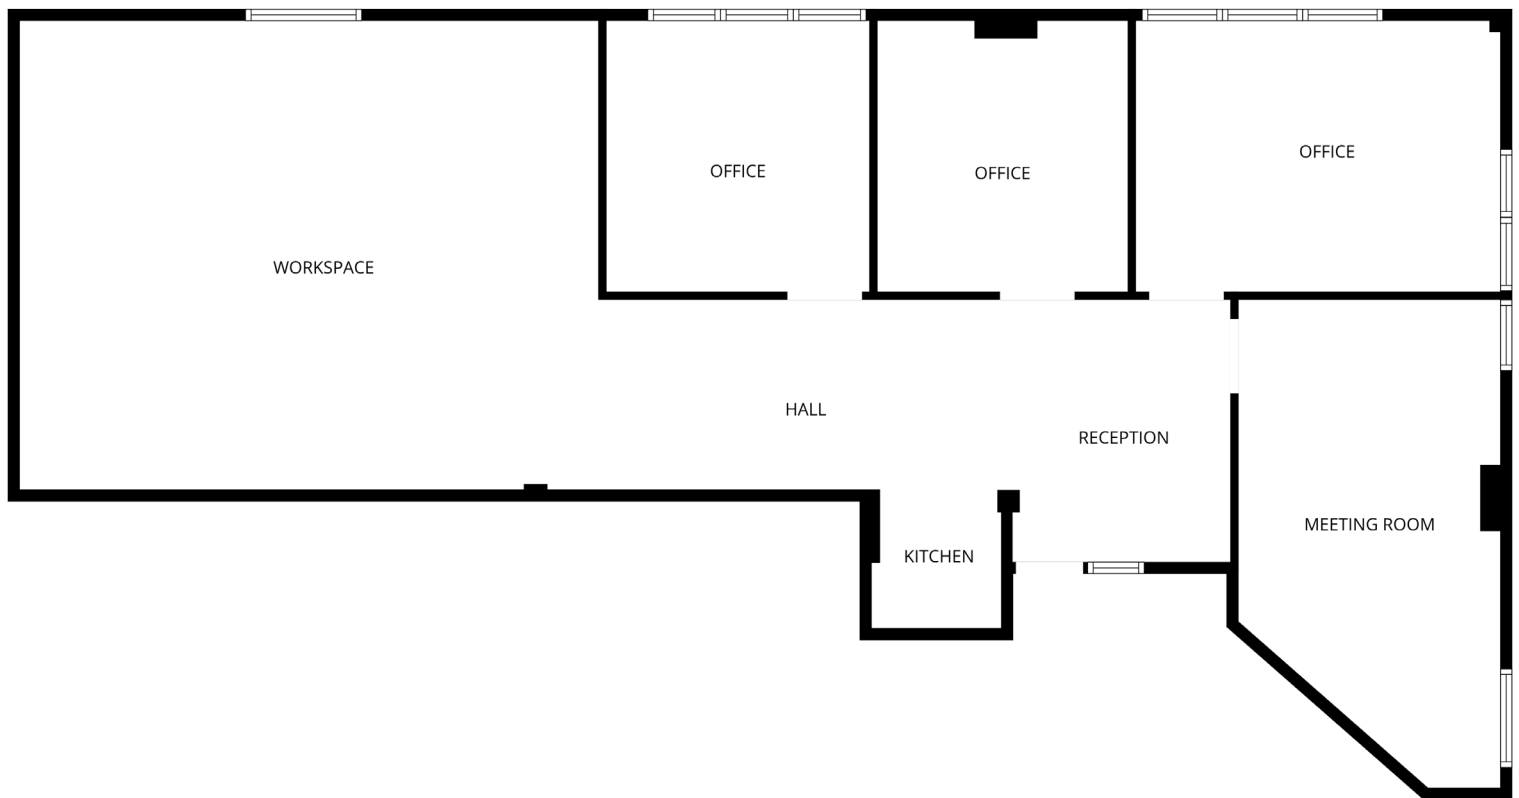 OFFICE
OFFICE
OFFICE
WORKSPACE
HALL
RECEPTION
MEETING ROOM
KITCHEN